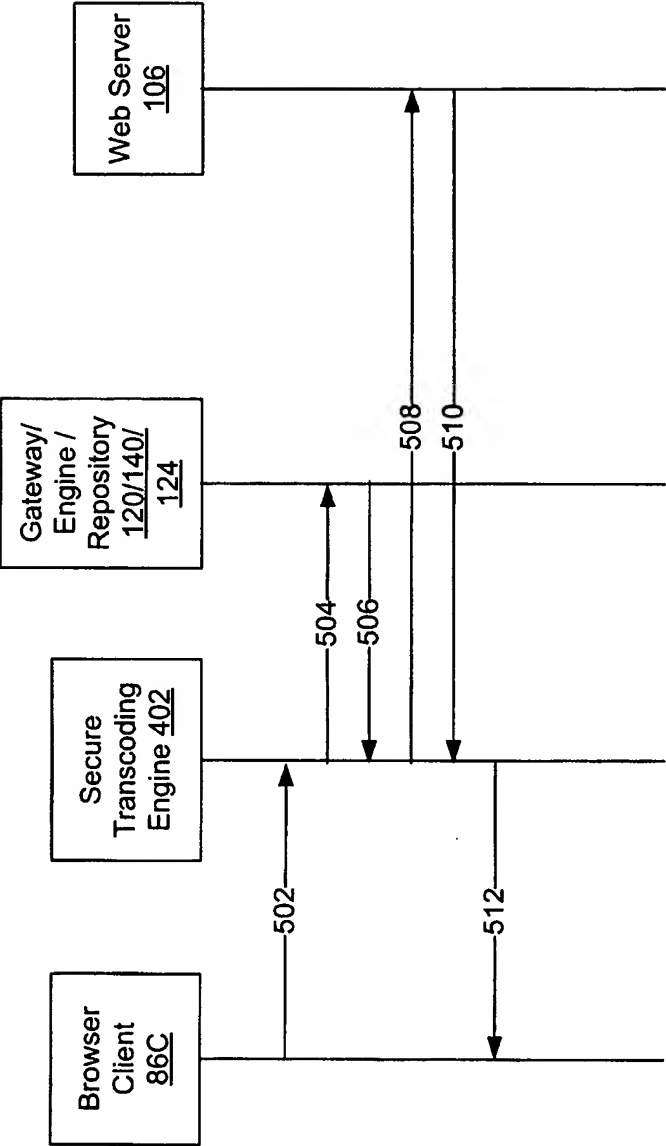 Browser
Client
86C
Secure
Transcoding
Engine 402
Gateway/
Engine /
Repository
120/140/
124
Web Server
106
502
504
506
508
510
512